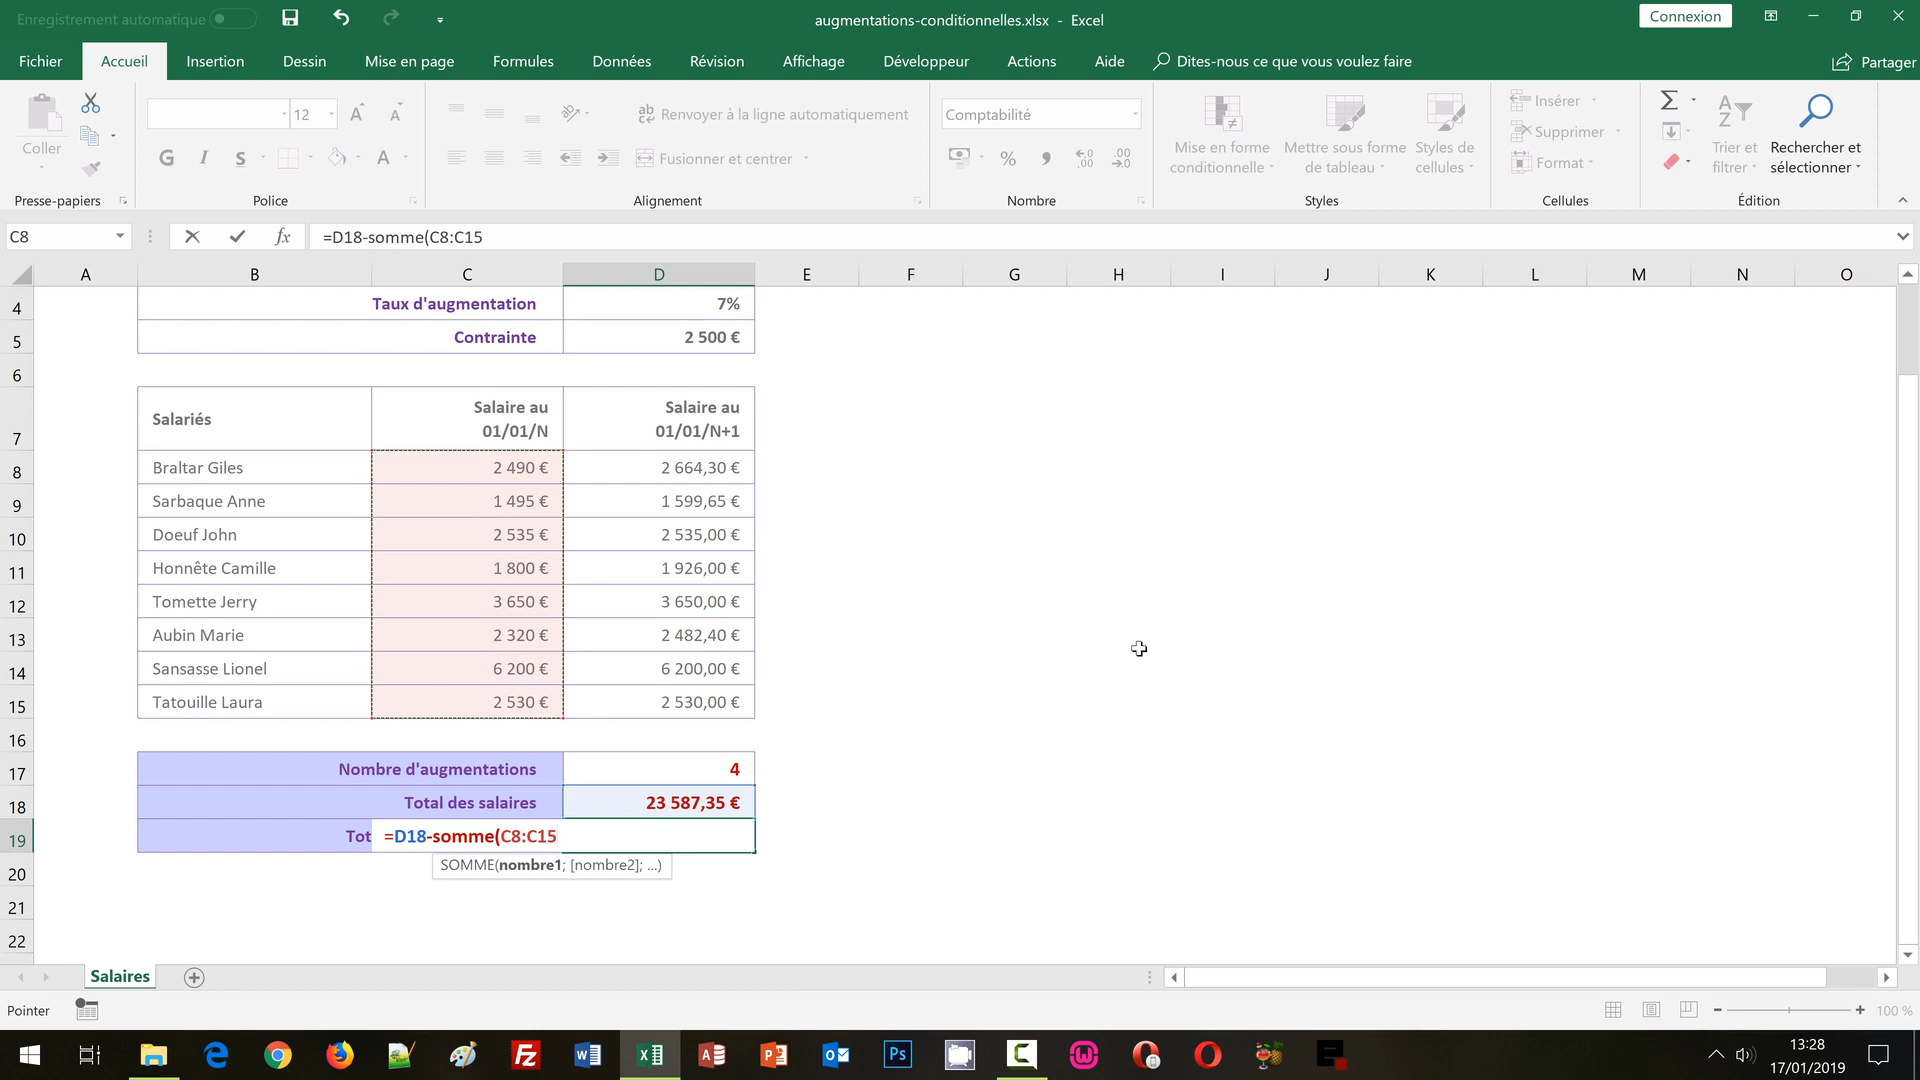 Enregistrement automatique
augmentations-conditionnelles.xlsx - Excel
Connexion
Fichier Accueil Insertion Dessin Mise en page Formules Données Révision Affichage Développeur Actions Aide Dites-nous ce que vous voulez faire Partager
Coller
12
A A
ab Renvoyer à la ligne automatiquement
Comptabilité
G I S A
Fusionner et centrer
% ,00 ,00
Mise en forme conditionnelle
Mettre sous forme de tableau
Styles de cellules
Insérer
Supprimer
Format
Trier et filtrer
Rechercher et sélectionner
Presse-papiers Police Alignement Nombre Styles Cellules Édition
C8 fx =D18-somme(C8:C15
A B C D E F G H I J K L M N O
4 Taux d'augmentation 7%
5 Contrainte 2 500 €
6
7 Salariés Salaire au 01/01/N Salaire au 01/01/N+1
8 Braltar Giles 2 490 € 2 664,30 €
9 Sarbaque Anne 1 495 € 1 599,65 €
10 Doeuf John 2 535 € 2 535,00 €
11 Honnête Camille 1 800 € 1 926,00 €
12 Tomette Jerry 3 650 € 3 650,00 €
13 Aubin Marie 2 320 € 2 482,40 €
14 Sansasse Lionel 6 200 € 6 200,00 €
15 Tatouille Laura 2 530 € 2 530,00 €
16
17 Nombre d'augmentations 4
18 Total des salaires 23 587,35 €
19 Tot =D18-somme(C8:C15
SOMME(nombre1; [nombre2]; ...)
20
21
22
Salaires
Pointer 100 %
13:28
17/01/2019